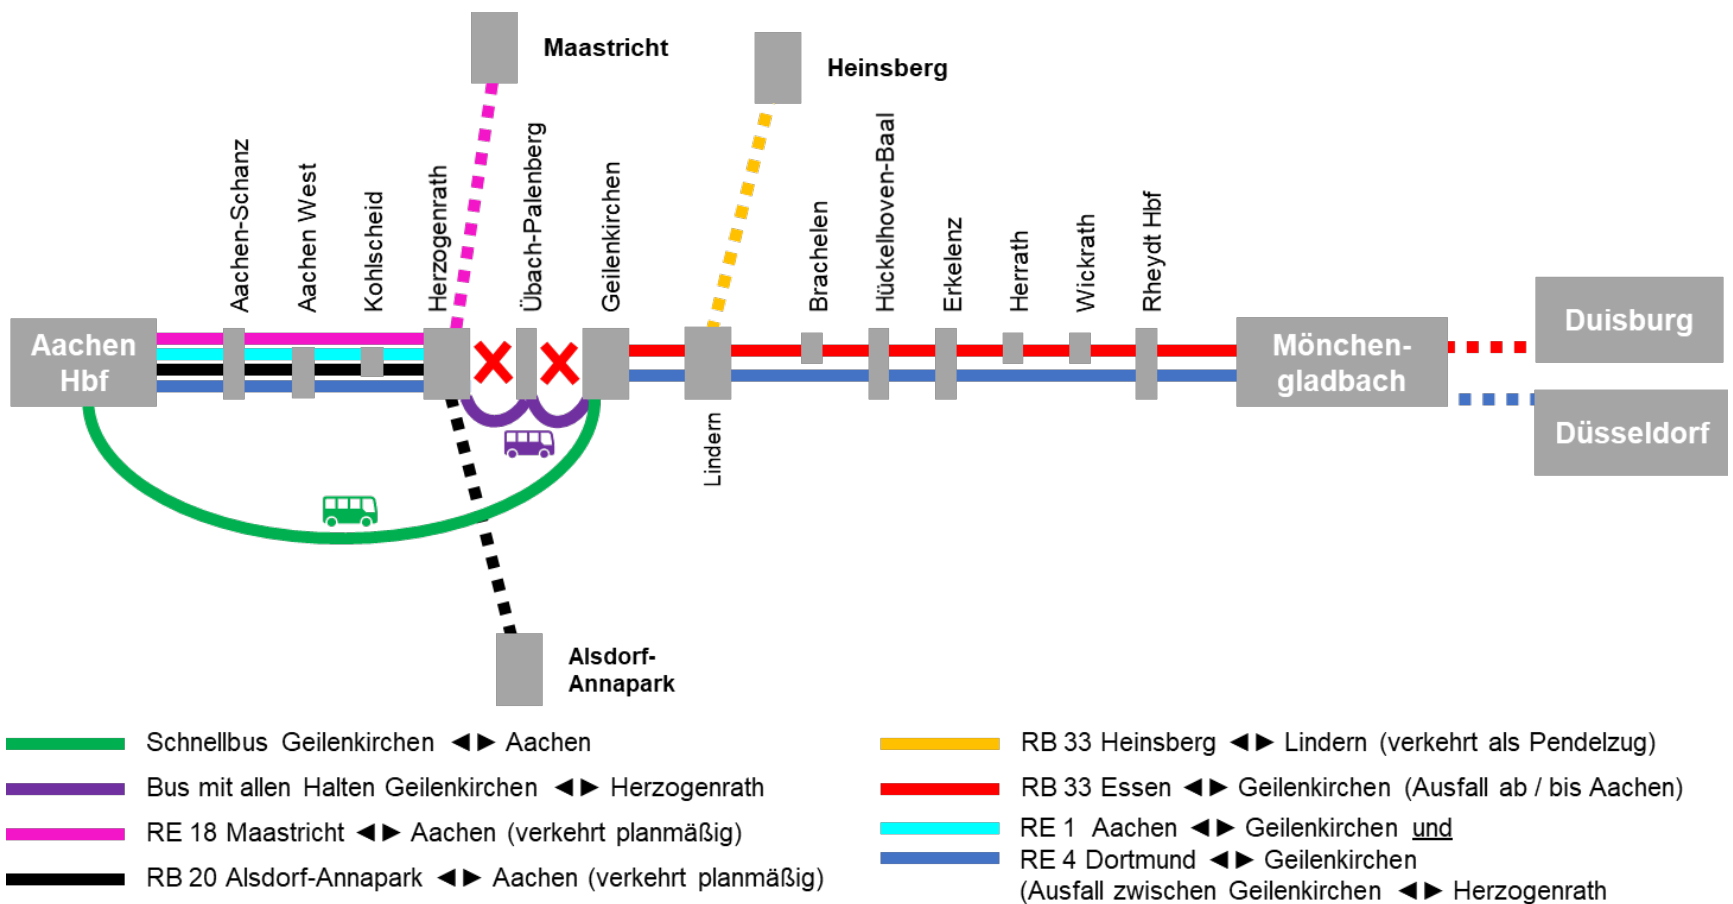 Maastricht
Heinsberg
Aachen-Schanz
Aachen West
Kohlscheid
Herzogenrath
Übach-Palenberg
Geilenkirchen
Brachelen
Hückelhoven-Baal
Erkelenz
Herrath
Wickrath
Rheydt Hbf
Aachen
Hbf
Mönchen-
gladbach
Duisburg
Düsseldorf
Lindern
Alsdorf-
Annapark
Schnellbus Geilenkirchen ◄► Aachen
Bus mit allen Halten Geilenkirchen ◄► Herzogenrath
RE 18 Maastricht ◄► Aachen (verkehrt planmäßig)
RB 20 Alsdorf-Annapark ◄► Aachen (verkehrt planmäßig)
RB 33 Heinsberg ◄► Lindern (verkehrt als Pendelzug)
RB 33 Essen ◄► Geilenkirchen (Ausfall ab / bis Aachen)
RE 1 Aachen ◄► Geilenkirchen und
RE 4 Dortmund ◄► Geilenkirchen
(Ausfall zwischen Geilenkirchen ◄► Herzogenrath